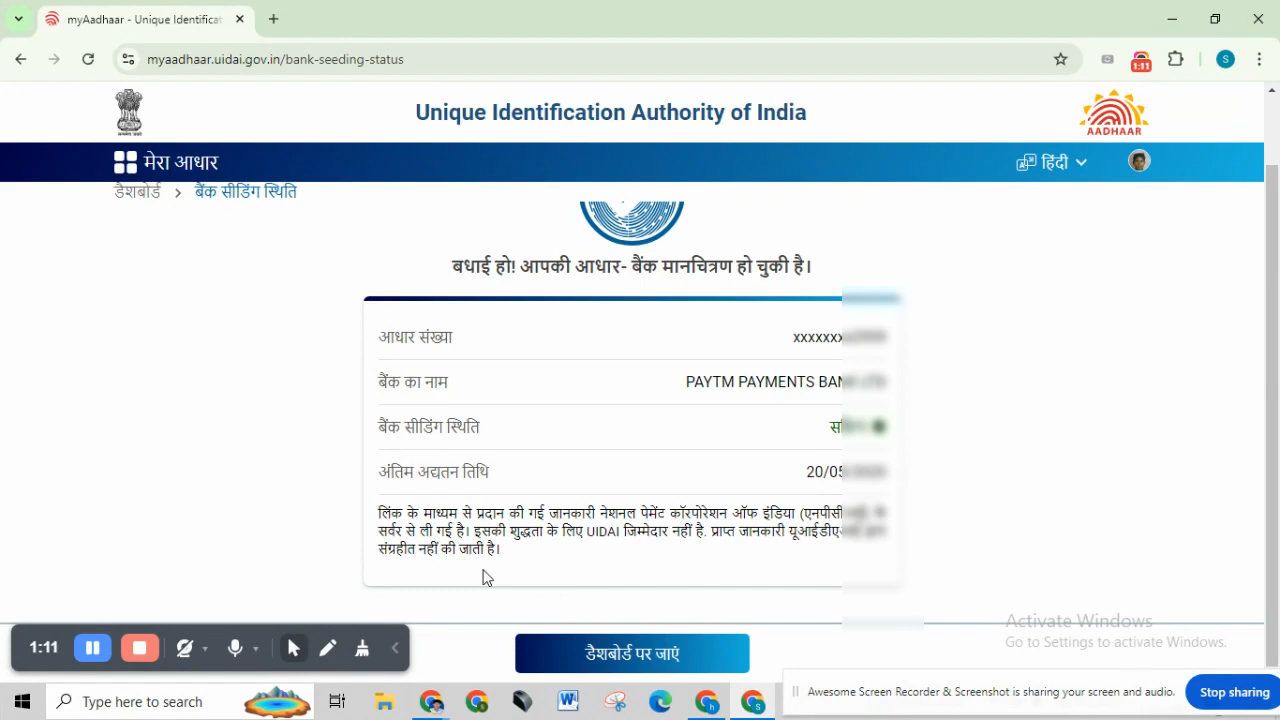 myAadhaar - Unique Identificat
myaadhaar.uidai.gov.in/bank-seeding-status
1:11
S
Unique Identification Authority of India
AADHAAR
मेरा आधार
हिंदी
डैशबोर्ड > बैंक सीडिंग स्थिति
बधाई हो! आपकी आधार- बैंक मानचित्रण हो चुकी है।
आधार संख्या xxxxxxx
बैंक का नाम PAYTM PAYMENTS
बैंक सीडिंग स्थिति
अंतिम अद्यतन तिथि 20/05
लिंक के माध्यम से प्रदान की गई जानकारी नेशनल पेमेंट कॉरपोरेशन ऑफ इंडिया
सर्वर से ली गई है। इसकी शुद्धता के लिए UIDAI जिम्मेदार नहीं है. प्राप्त जानकारी
संग्रहीत नहीं की जाती है।
Activate Windows
Go to Settings to activate Windows.
1:11
डैशबोर्ड पर जाएं
Awesome Screen Recorder & Screenshot is sharing your screen and audio.
Stop sharing
Type here to search